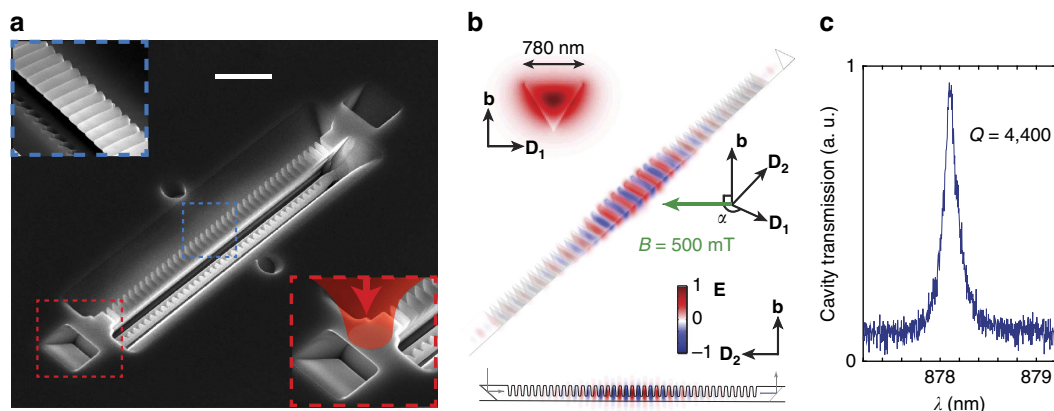 a
b
780 nm
b
D1
b
D2
α
D1
B = 500 mT
1
E
0
−1
b
D2
c
1
Cavity transmission (a. u.)
Q = 4,400
0
878
879
λ (nm)